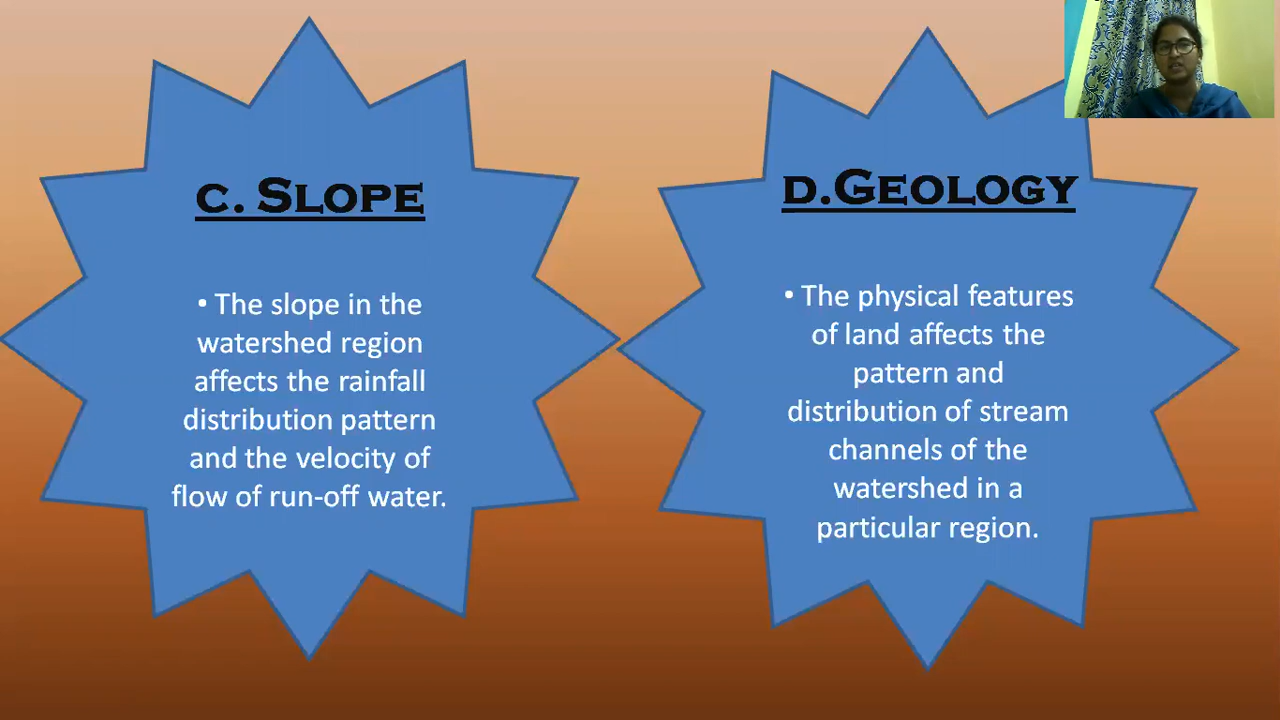 C. SLOPE
• The slope in the
watershed region
affects the rainfall
distribution pattern
and the velocity of
flow of run-off water.
D.GEOLOGY
• The physical features
of land affects the
pattern and
distribution of stream
channels of the
watershed in a
particular region.